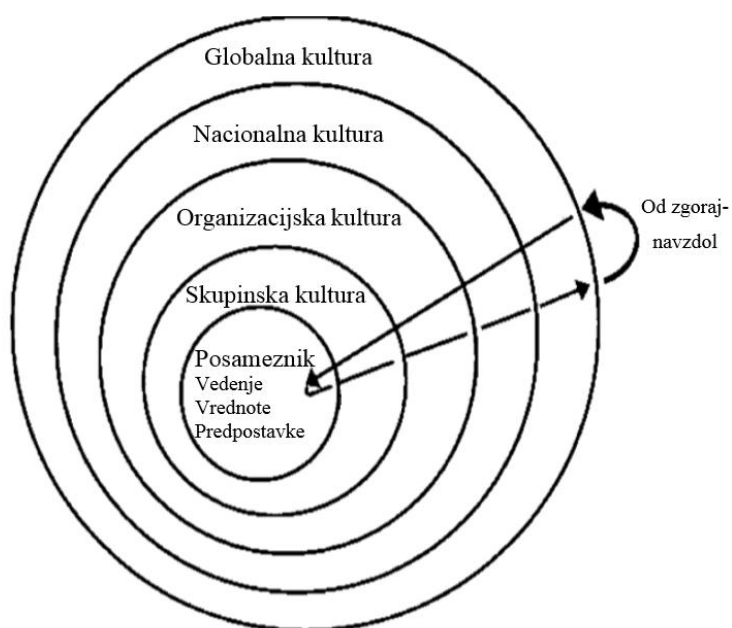 Globalna kultura
Nacionalna kultura
Organizacijska kultura
Skupinska kultura
Posameznik
Vedenje
Vrednote
Predpostavke
Od zgoraj-
navzdol